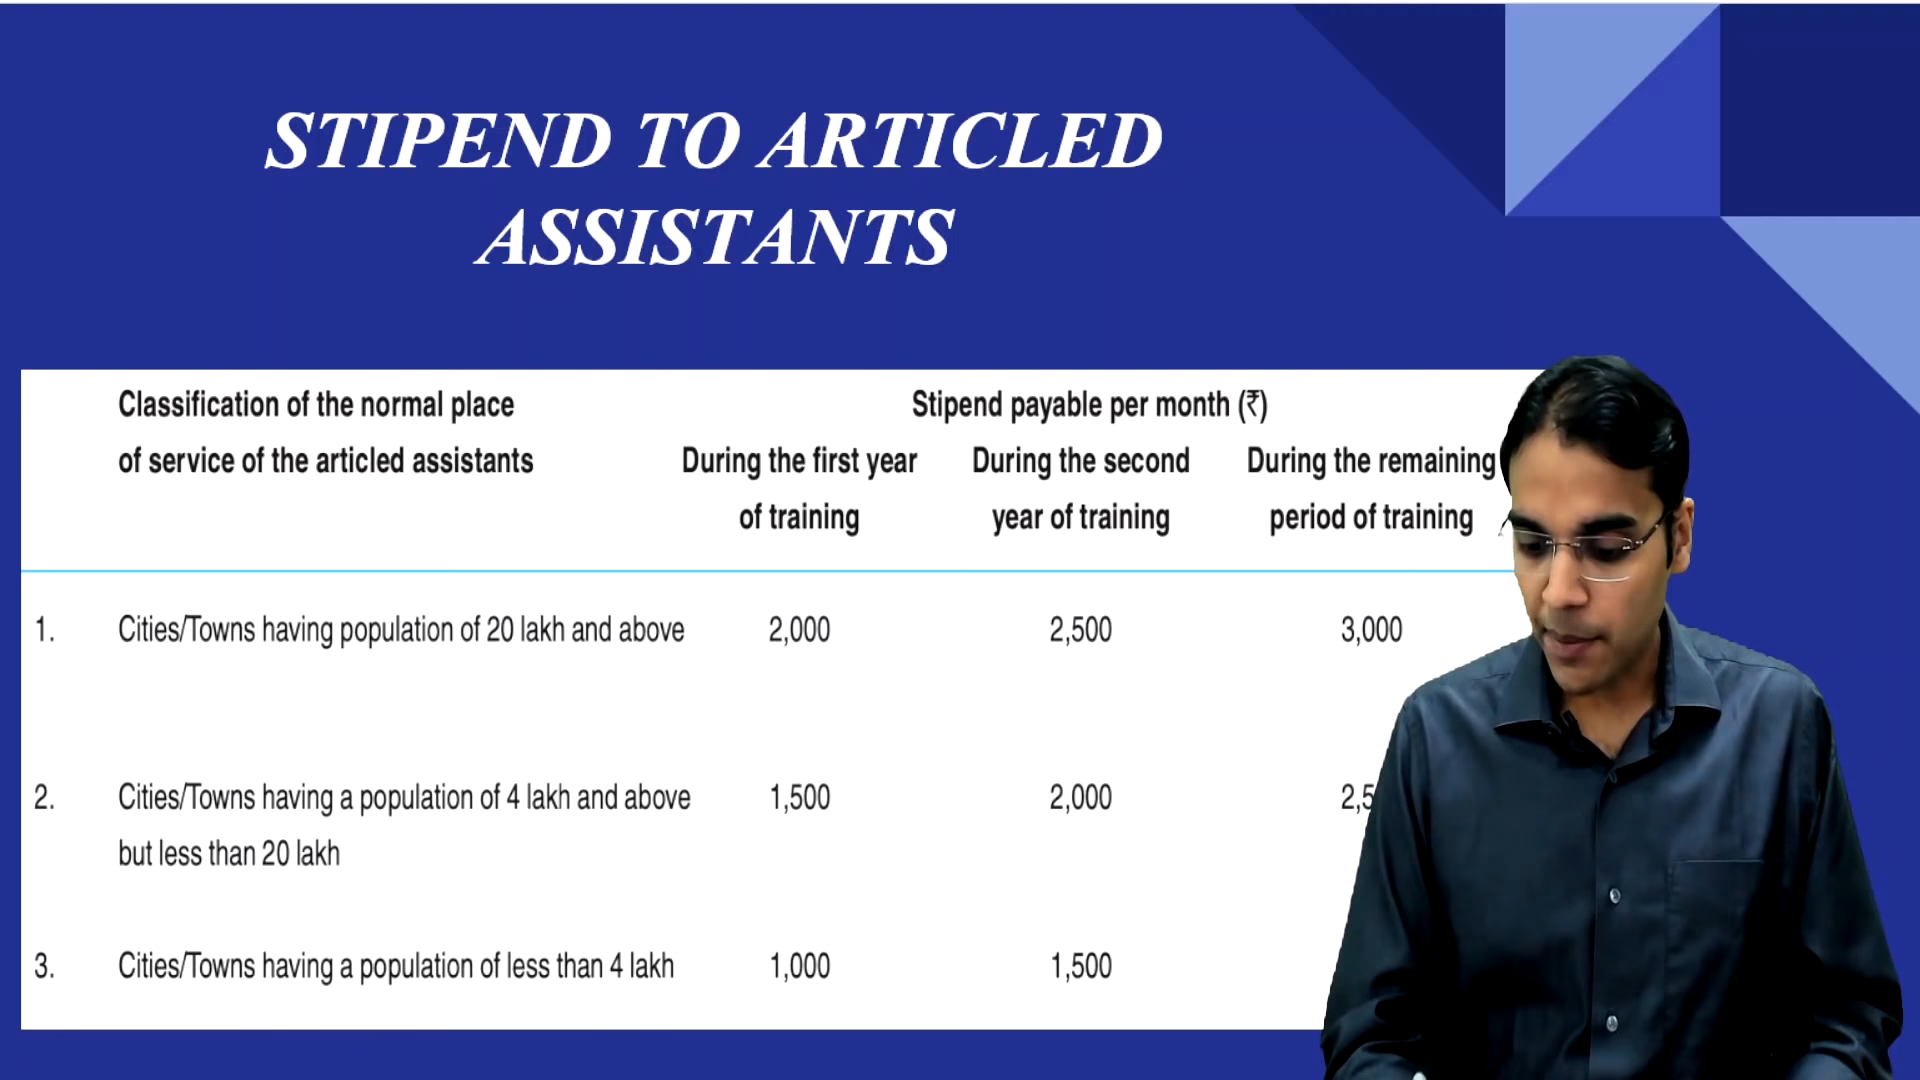 STIPEND TO ARTICLED
ASSISTANTS
Classification of the normal place
Stipend payable per month (₹)
of service of the articled assistants
During the first year
During the second
During the remaining
of training
year of training
period of training
1. Cities/Towns having population of 20 lakh and above 2,000 2,500 3,000
2. Cities/Towns having a population of 4 lakh and above 1,500 2,000
but less than 20 lakh
3. Cities/Towns having a population of less than 4 lakh 1,000 1,500